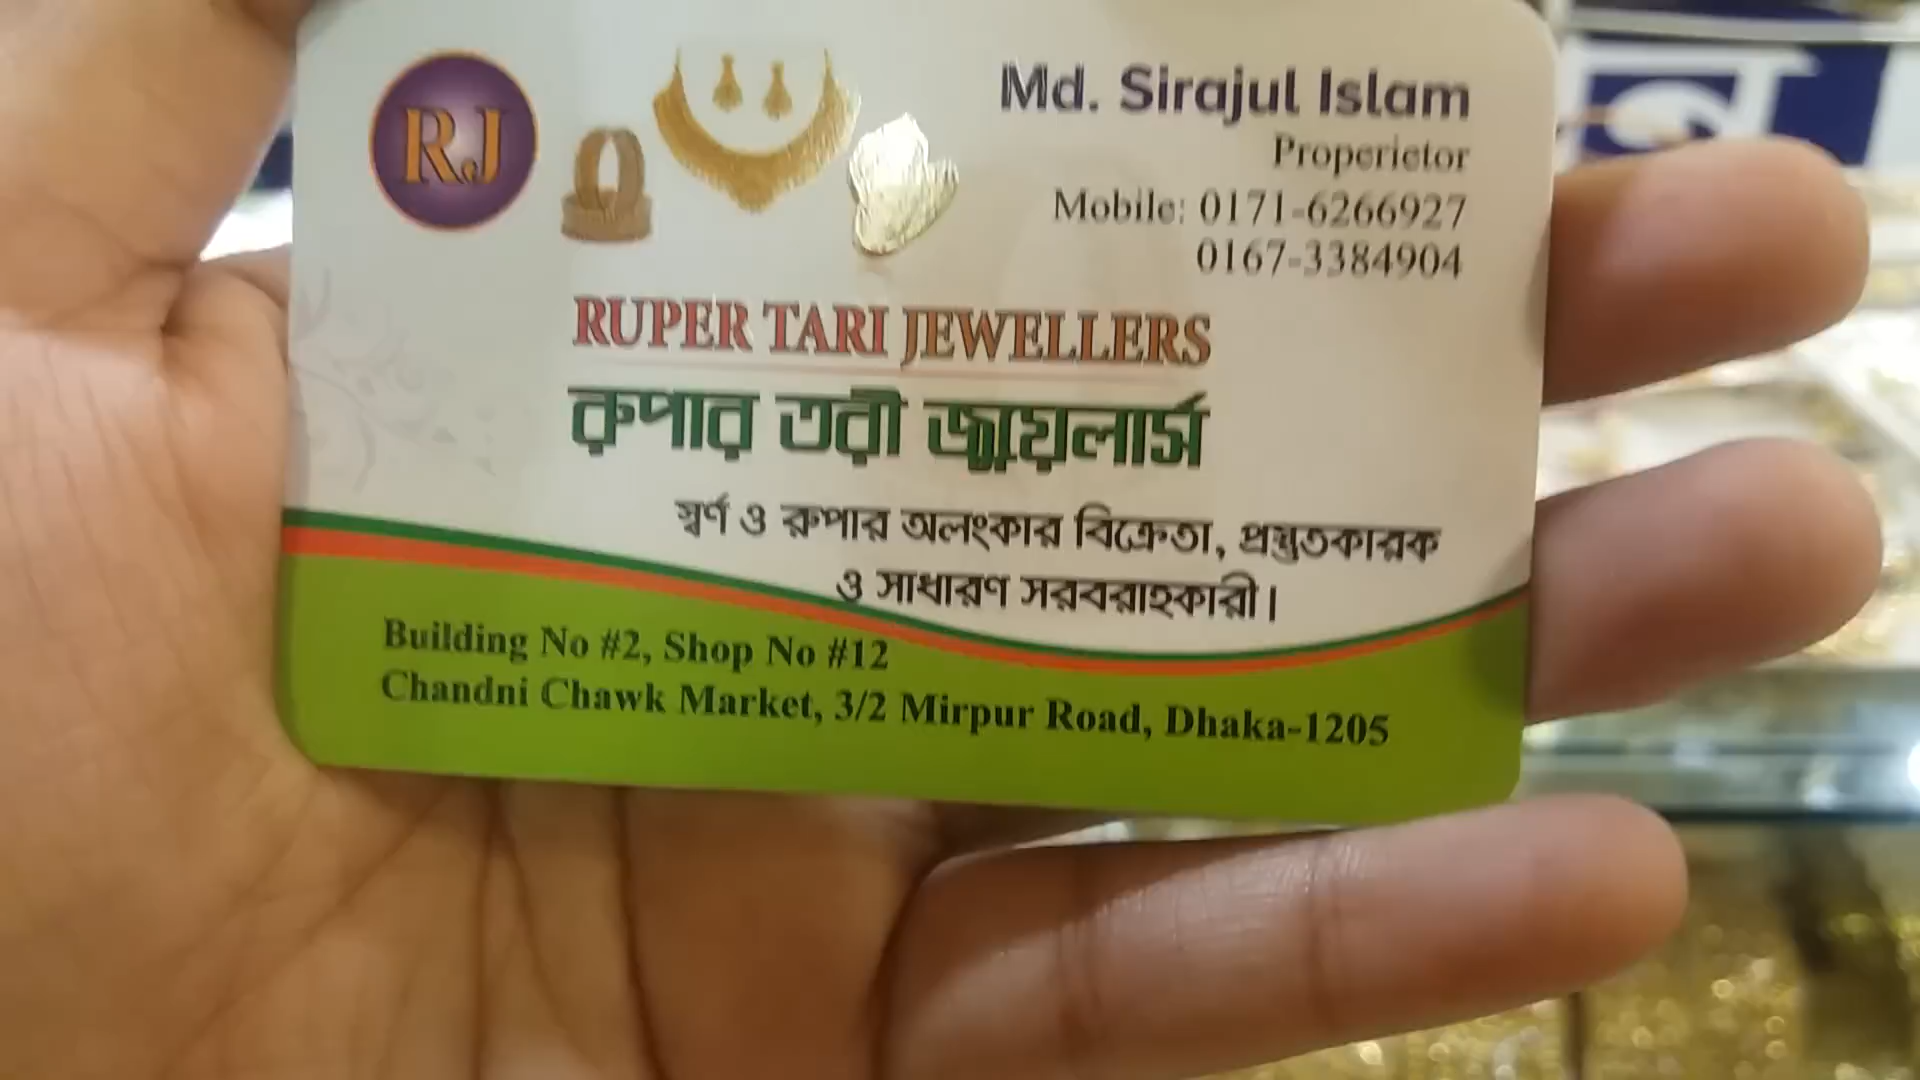 R.J
Md. Sirajul Islam
Properietor
Mobile: 0171-6266927
0167-3384904
RUPER TARI JEWELLERS
রুপার তরী জুয়েলার্স
স্বর্ণ ও রুপার অলংকার বিক্রেতা, প্রস্তুতকারক
ও সাধারণ সরবরাহকারী।
Building No #2, Shop No #12
Chandni Chawk Market, 3/2 Mirpur Road, Dhaka-1205